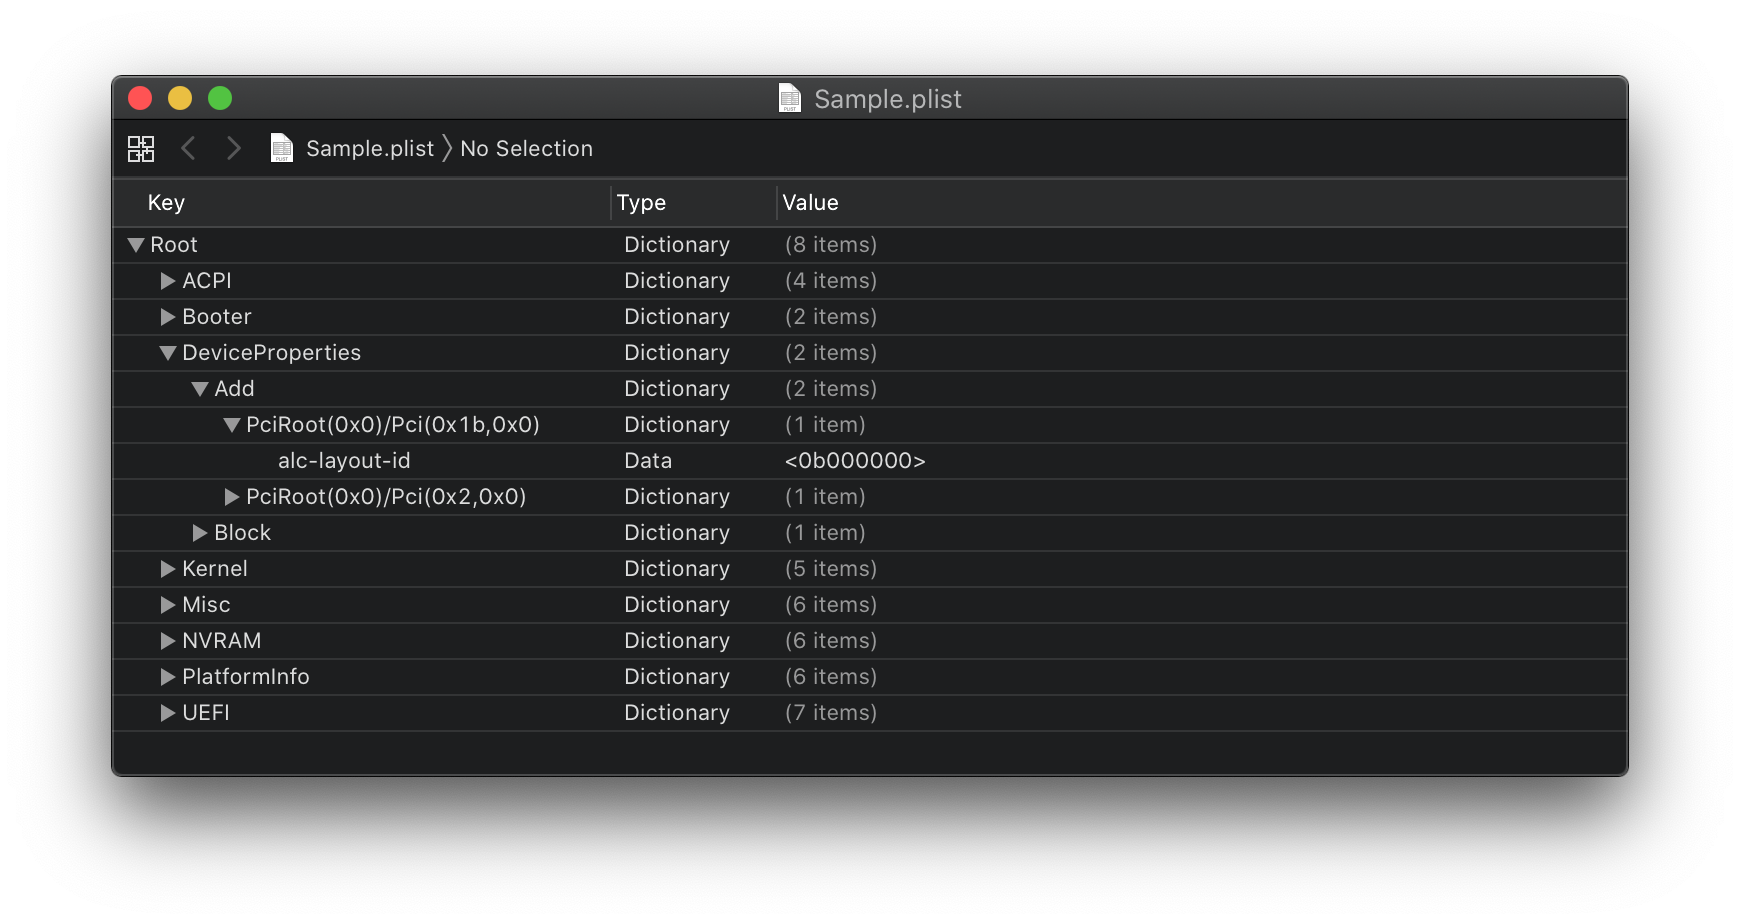 Sample.plist
Sample.plist No Selection
Key Type Value
Root Dictionary (8 items)
ACPI Dictionary (4 items)
Booter Dictionary (2 items)
DeviceProperties Dictionary (2 items)
Add Dictionary (2 items)
PciRoot(0x0)/Pci(0x1b,0x0) Dictionary (1 item)
alc-layout-id Data <0b000000>
PciRoot(0x0)/Pci(0x2,0x0) Dictionary (1 item)
Block Dictionary (1 item)
Kernel Dictionary (5 items)
Misc Dictionary (6 items)
NVRAM Dictionary (6 items)
PlatformInfo Dictionary (6 items)
UEFI Dictionary (7 items)